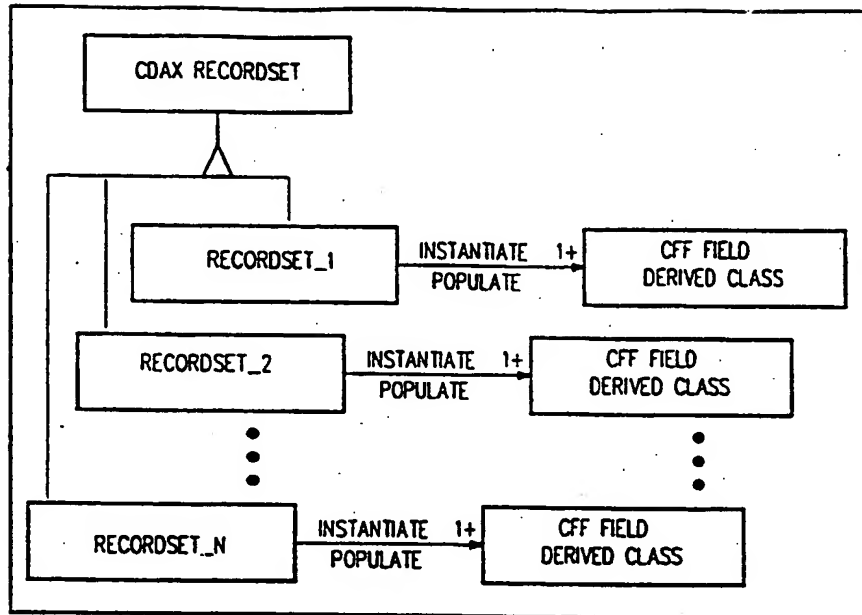 CDAX RECORDSET
RECORDSET_1
INSTANTIATE 1+
POPULATE
CFF FIELD
DERIVED CLASS
RECORDSET_2
INSTANTIATE 1+
POPULATE
CFF FIELD
DERIVED CLASS
RECORDSET_N
INSTANTIATE 1+
POPULATE
CFF FIELD
DERIVED CLASS